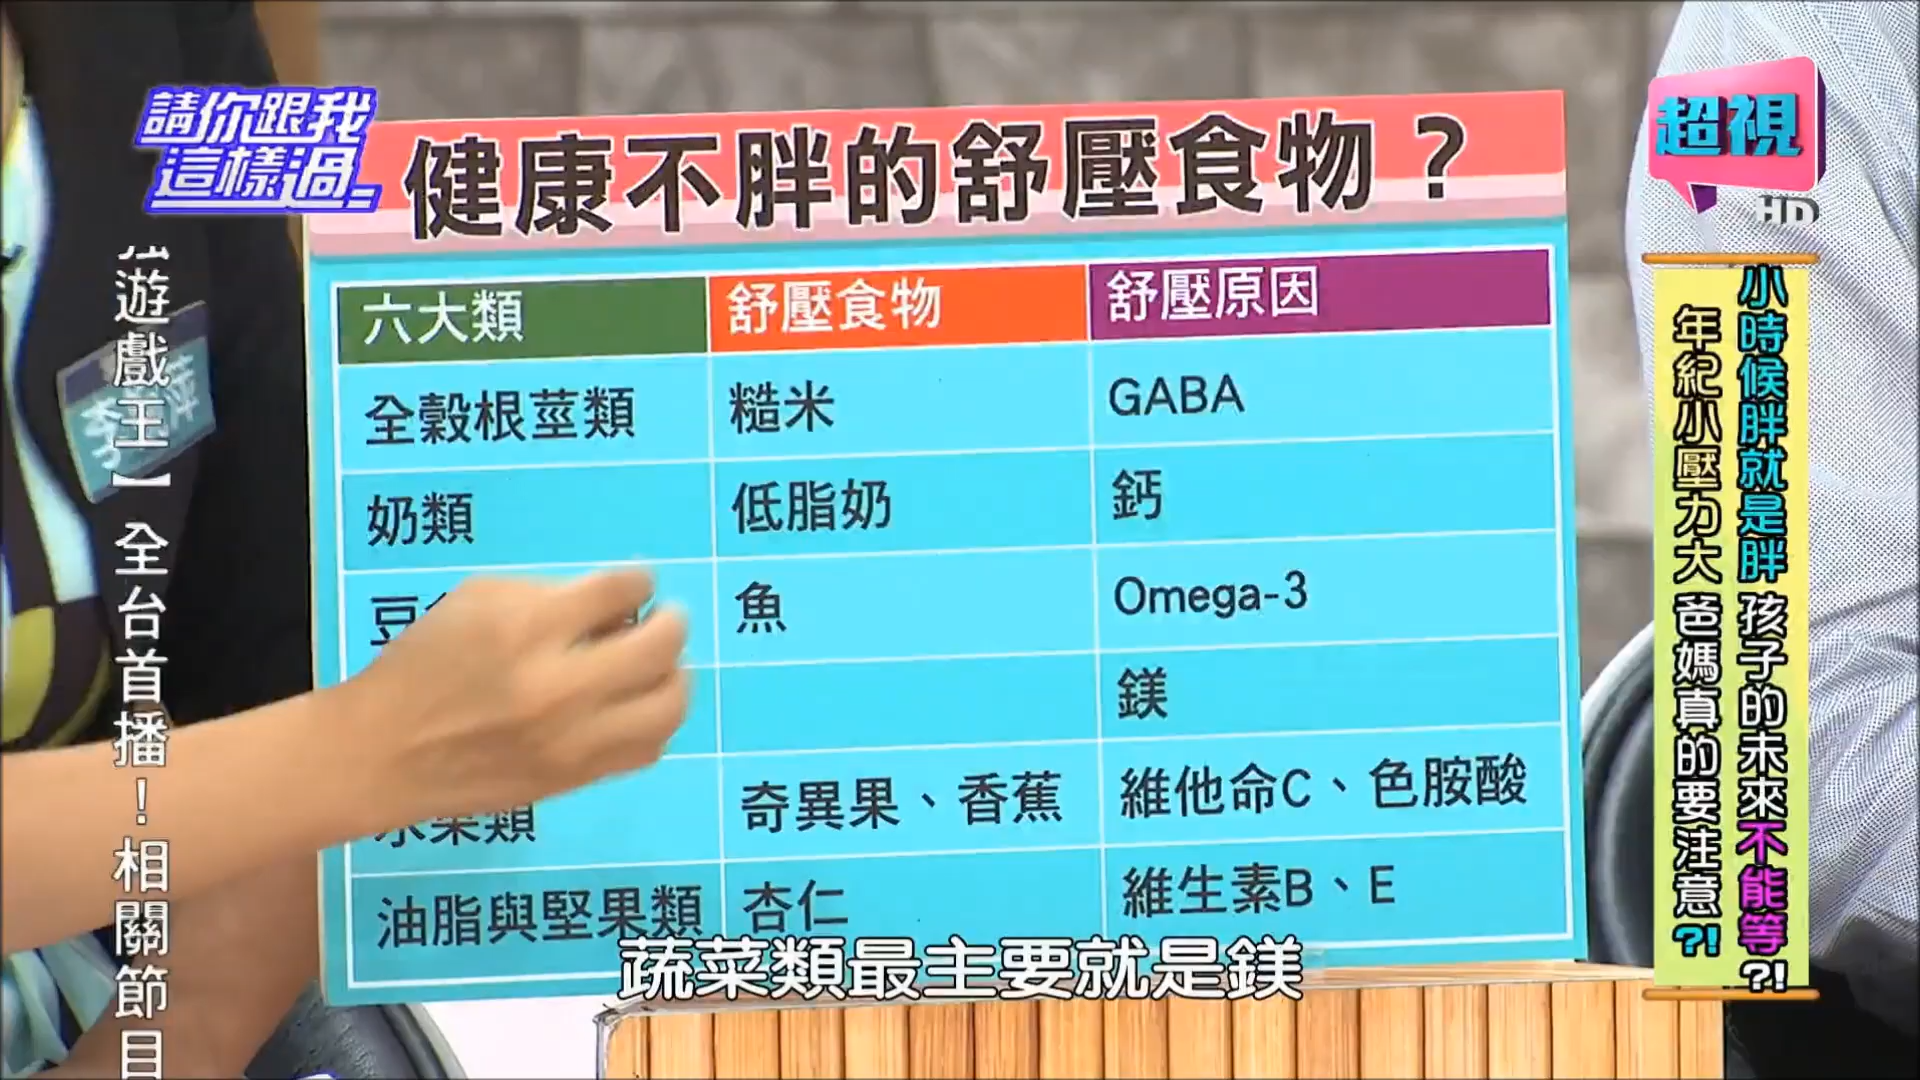 請你跟我
這樣過
超視
HD
健康不胖的舒壓食物？
六大類 舒壓食物 舒壓原因
全穀根莖類 糙米 GABA
奶類 低脂奶 鈣
豆 魚 Omega-3
鎂
水果類 奇異果、香蕉 維他命C、色胺酸
油脂與堅果類 杏仁 維生素B、E
蔬菜類最主要就是鎂
遊戲王】全台首播！相關節目
小時候胖就是胖 孩子的未來不能等?!
年紀小壓力大 爸媽真的要注意?!
李